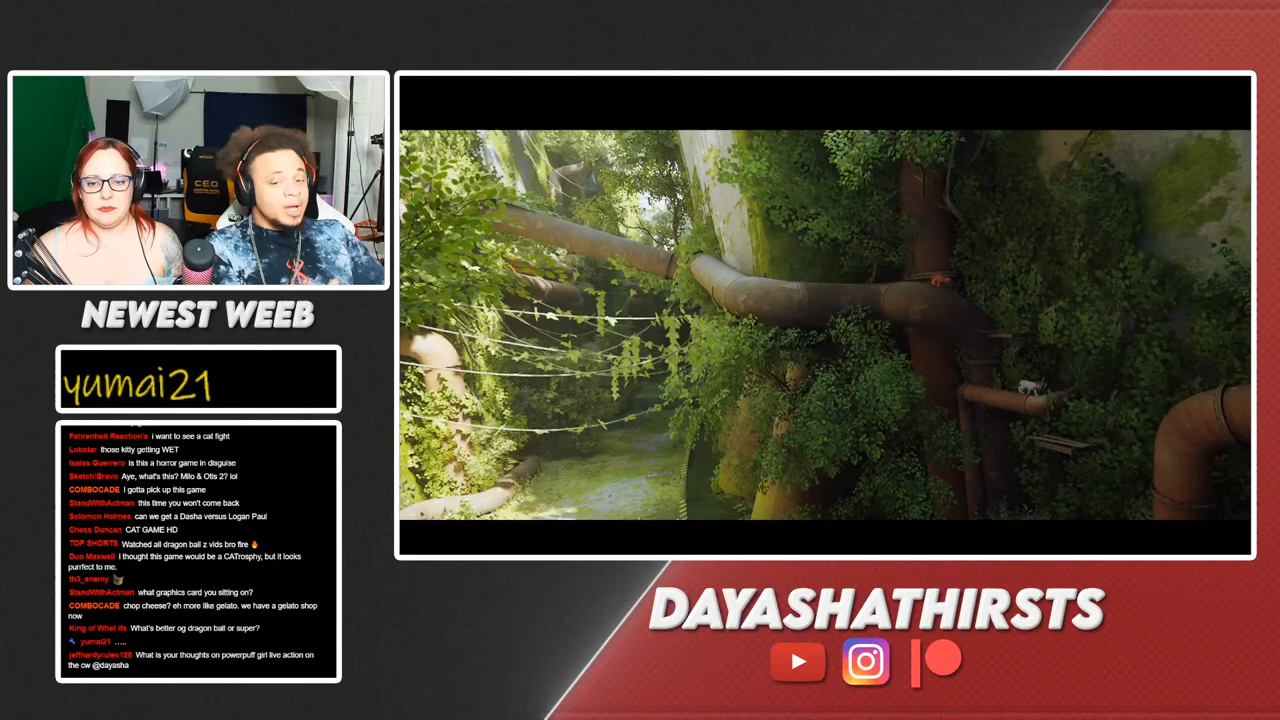 CEO
NEWEST WEEB
yumai21
Fahrenheit Reaction's i want to see a cat fight
Lobstar those kitty getting WET
Isaias Guerrero is this a horror game in disguise
Sketch!Bravo Aye, what's this? Milo & Otis 2? lol
COMBOCADE I gotta pick up this game
StandWithActman this time you won't come back
Solomon Holmes can we get a Dasha versus Logan Paul
Chess Duncan CAT GAME HD
TOP SHORTS Watched all dragon ball z vids bro fire
Duo Maxwell I thought this game would be a CATrosphy, but it looks
purrfect to me.
th3_enemy
StandWithActman what graphics card you sitting on?
COMBOCADE chop cheese? eh more like gelato. we have a gelato shop
now
King of What ifs What's better og dragon ball or super?
yumai21 .....
jeffhardyrules189 What is your thoughts on powerpuff girl live action on
the cw @dayasha
DAYASHATHIRSTS